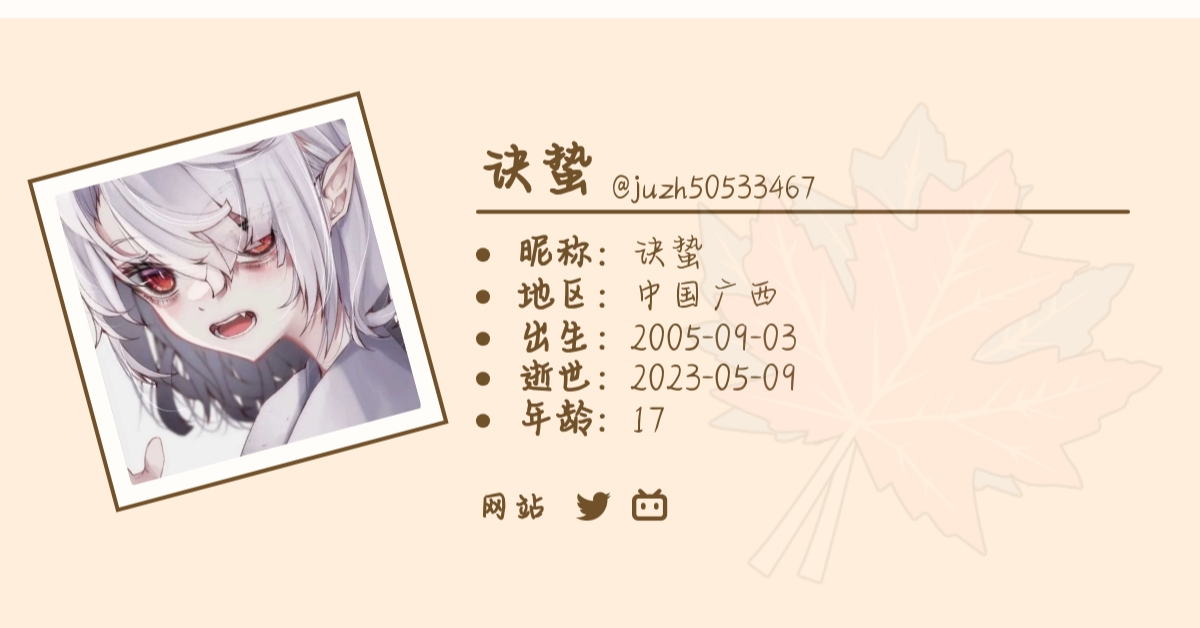 诀蛰 @juzh50533467
昵称：诀蛰
地区：中国广西
出生：2005-09-03
逝世：2023-05-09
年龄：17
网站